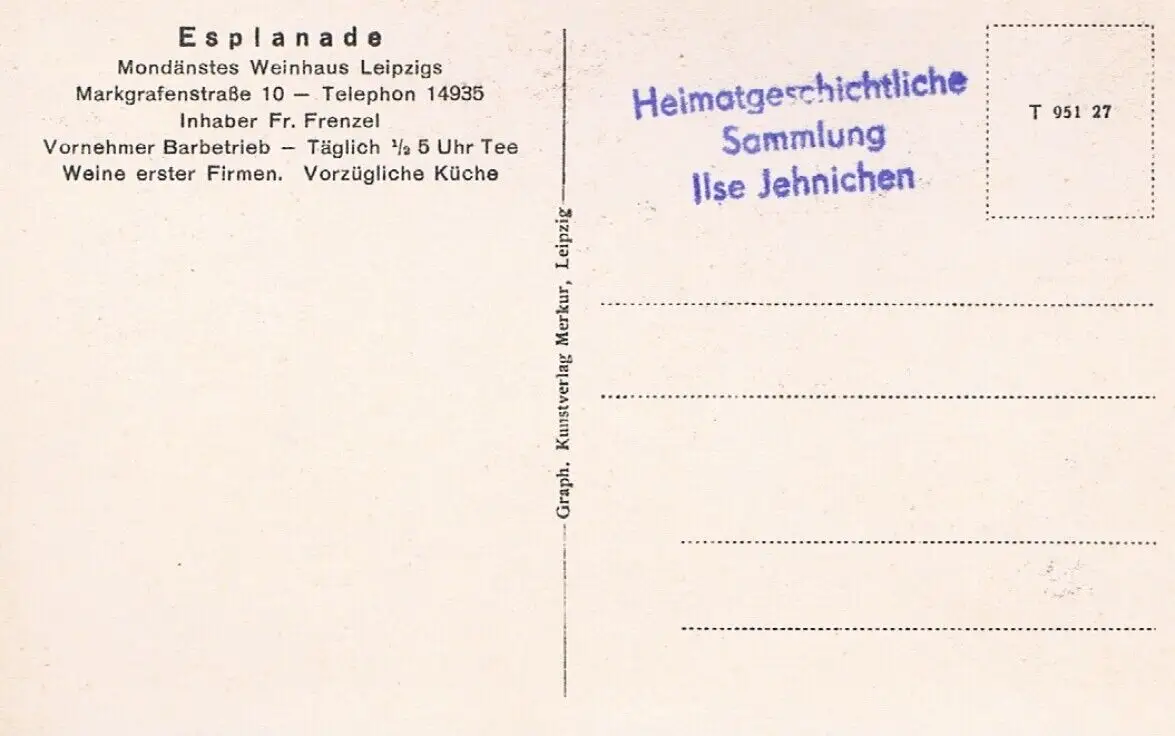 Esplanade
Mondänstes Weinhaus Leipzigs
Markgrafenstraße 10 — Telephon 14935
Inhaber Fr. Frenzel
Vornehmer Barbetrieb — Täglich ½ 5 Uhr Tee
Weine erster Firmen. Vorzügliche Küche
Graph. Kunstverlag Merkur, Leipzig
Heimatgeschichtliche
Sammlung
Ilse Jehnichen
T 951 27